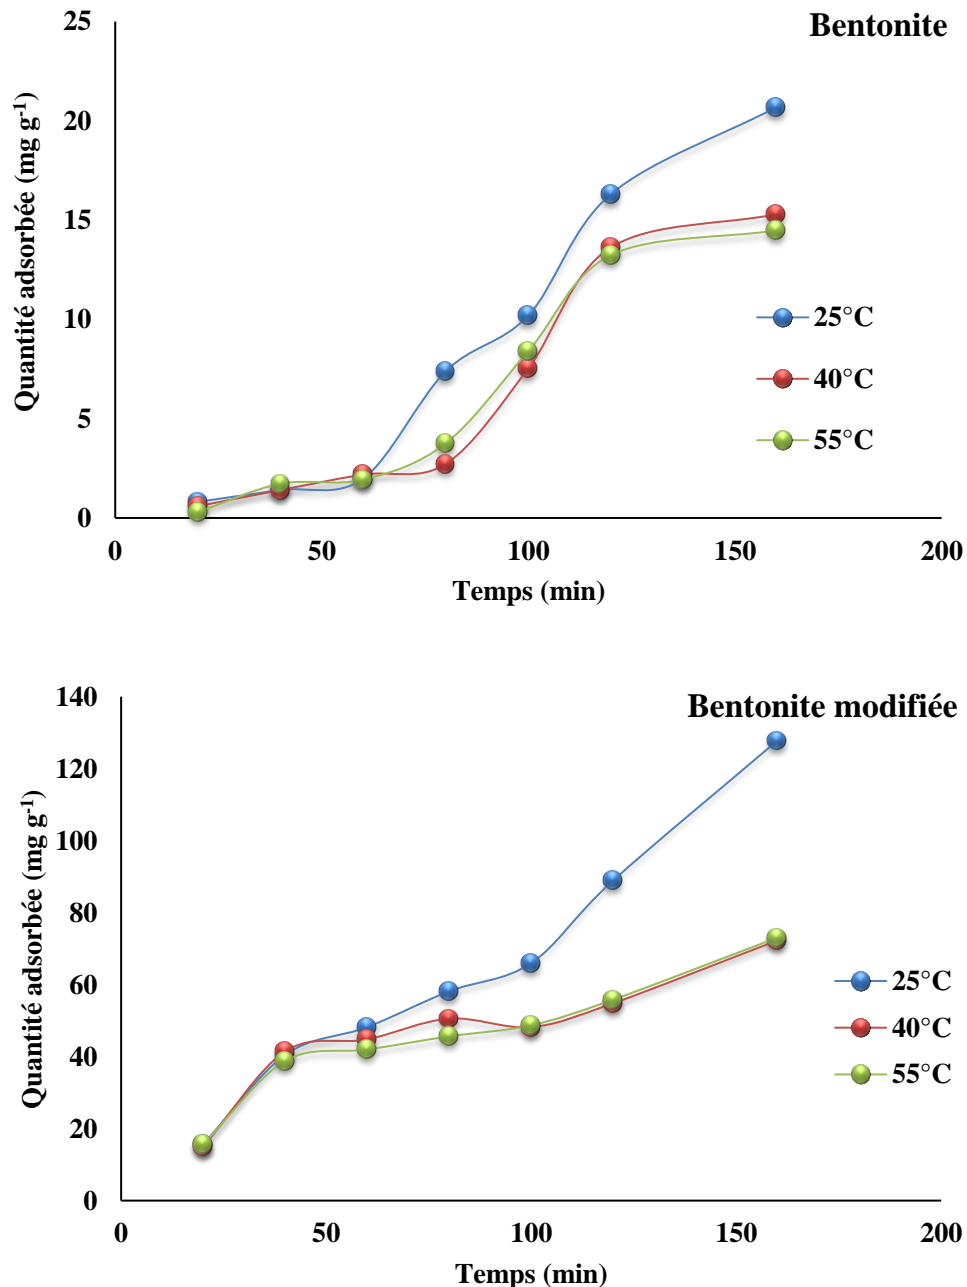 Bentonite
25
20
15
10
5
0
Quantité adsorbée (mg g-1)
25°C
40°C
55°C
0 50 100 150 200
Temps (min)
Bentonite modifiée
140
120
100
80
60
40
20
0
Quantité adsorbée (mg g-1)
25°C
40°C
55°C
0 50 100 150 200
Temps (min)